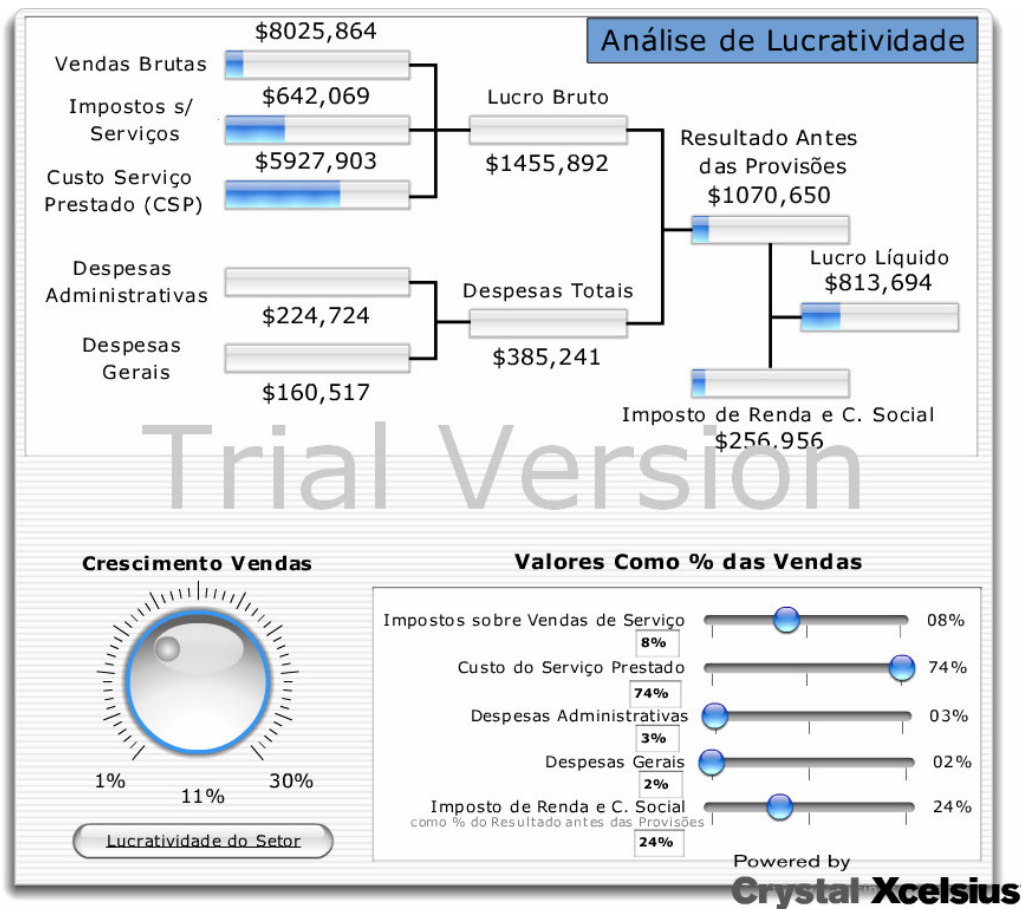 Análise de Lucratividade
$8025,864
Vendas Brutas
$642,069
Impostos s/
Serviços
$5927,903
Custo Serviço
Prestado (CSP)
Lucro Bruto
$1455,892
Resultado Antes
das Provisões
$1070,650
Despesas
Administrativas
$224,724
Despesas
Gerais
$160,517
Despesas Totais
$385,241
Lucro Líquido
$813,694
Imposto de Renda e C. Social
$256,956
Trial Version
Crescimento Vendas
1%
11%
30%
Lucratividade do Setor
Valores Como % das Vendas
Impostos sobre Vendas de Serviço
8%
08%
Custo do Serviço Prestado
74%
74%
Despesas Administrativas
3%
03%
Despesas Gerais
2%
02%
Imposto de Renda e C. Social
como % do Resultado antes das Provisões
24%
24%
Powered by
Crystal Xcelsius